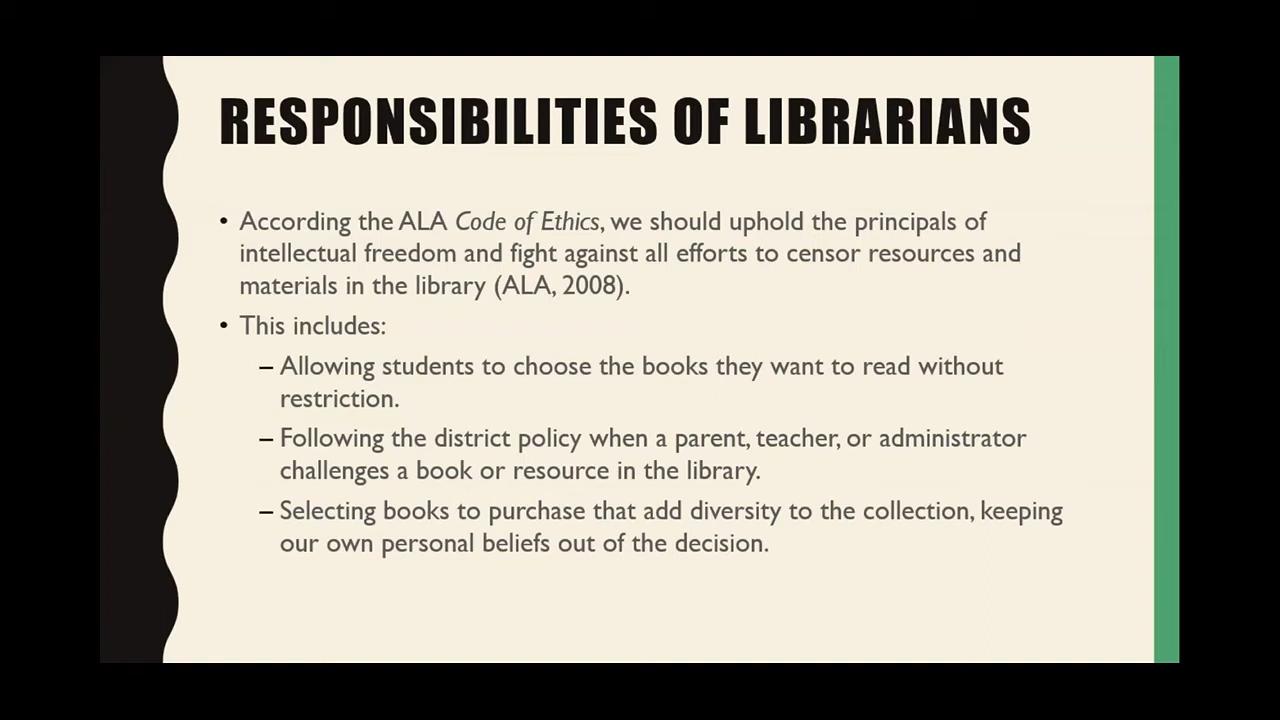 RESPONSIBILITIES OF LIBRARIANS
• According the ALA Code of Ethics, we should uphold the principals of
intellectual freedom and fight against all efforts to censor resources and
materials in the library (ALA, 2008).
• This includes:
– Allowing students to choose the books they want to read without
restriction.
– Following the district policy when a parent, teacher, or administrator
challenges a book or resource in the library.
– Selecting books to purchase that add diversity to the collection, keeping
our own personal beliefs out of the decision.